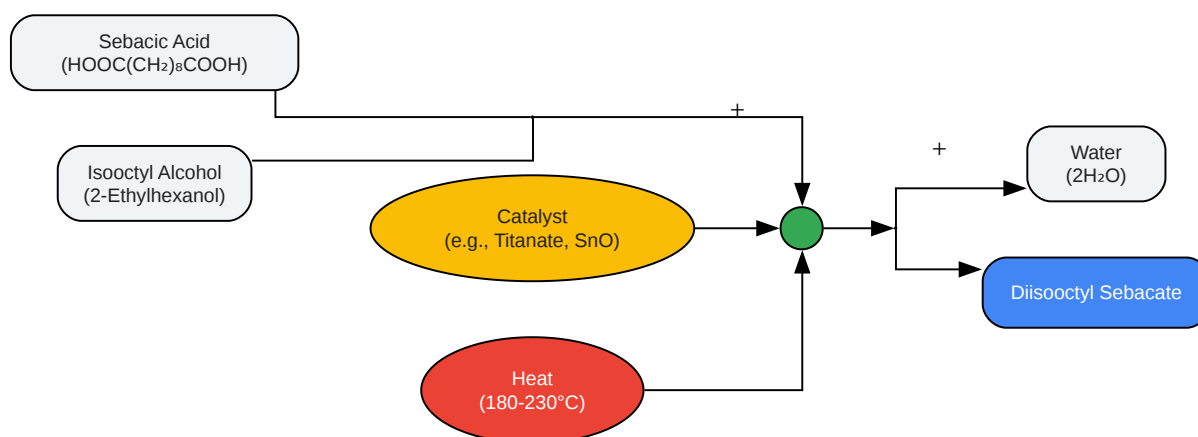 Sebacic Acid
(HOOC(CH₂)₈COOH)
+
Isooctyl Alcohol
(2-Ethylhexanol)
Catalyst
(e.g., Titanate, SnO)
Heat
(180-230°C)
+
Water
(2H₂O)
Diisooctyl Sebacate